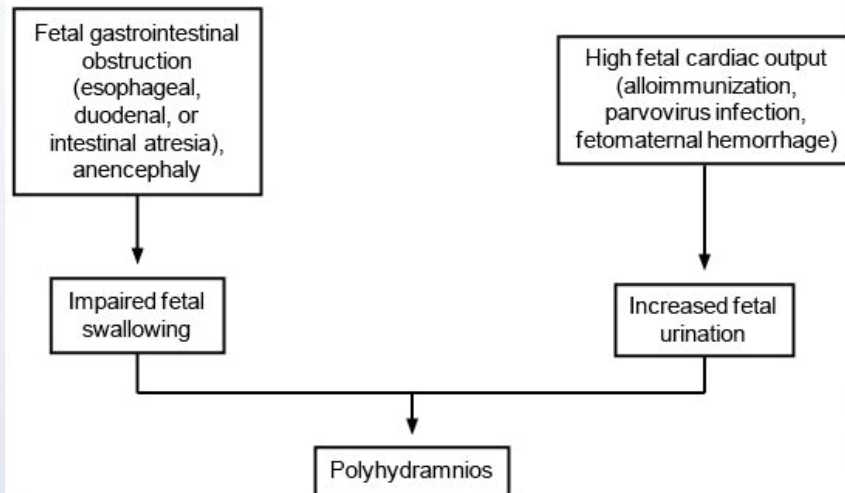 Fetal gastrointestinal
obstruction
(esophageal,
duodenal, or
intestinal atresia),
anencephaly
High fetal cardiac output
(alloimmunization,
parvovirus infection,
fetomaternal hemorrhage)
Impaired fetal
swallowing
Increased fetal
urination
Polyhydramnios